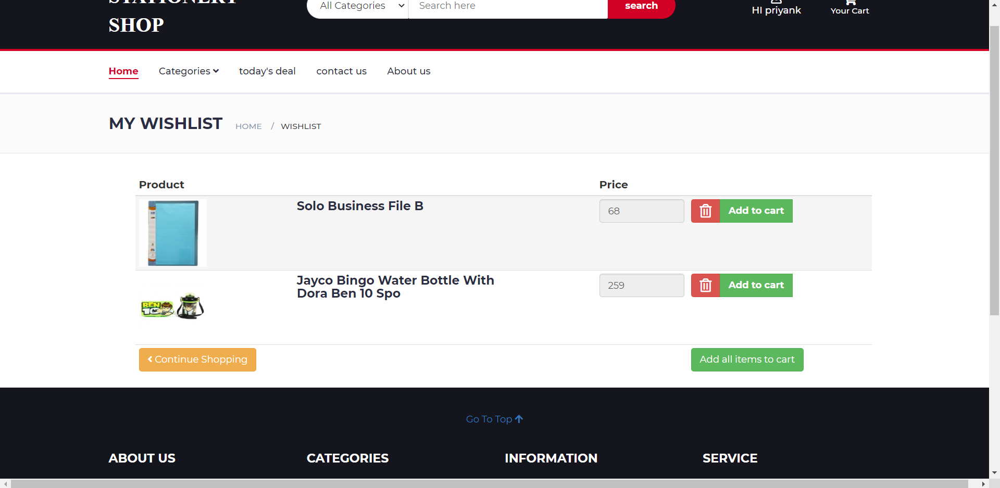 STATIONERY
SHOP
All Categories
Search here
search
HI priyank
Your Cart
Home
Categories
today's deal
contact us
About us
MY WISHLIST
HOME / WISHLIST
Product
Price
Solo Business File B
68
Add to cart
Jayco Bingo Water Bottle With
Dora Ben 10 Spo
259
Add to cart
BEN
10
Continue Shopping
Add all items to cart
Go To Top
ABOUT US
CATEGORIES
INFORMATION
SERVICE